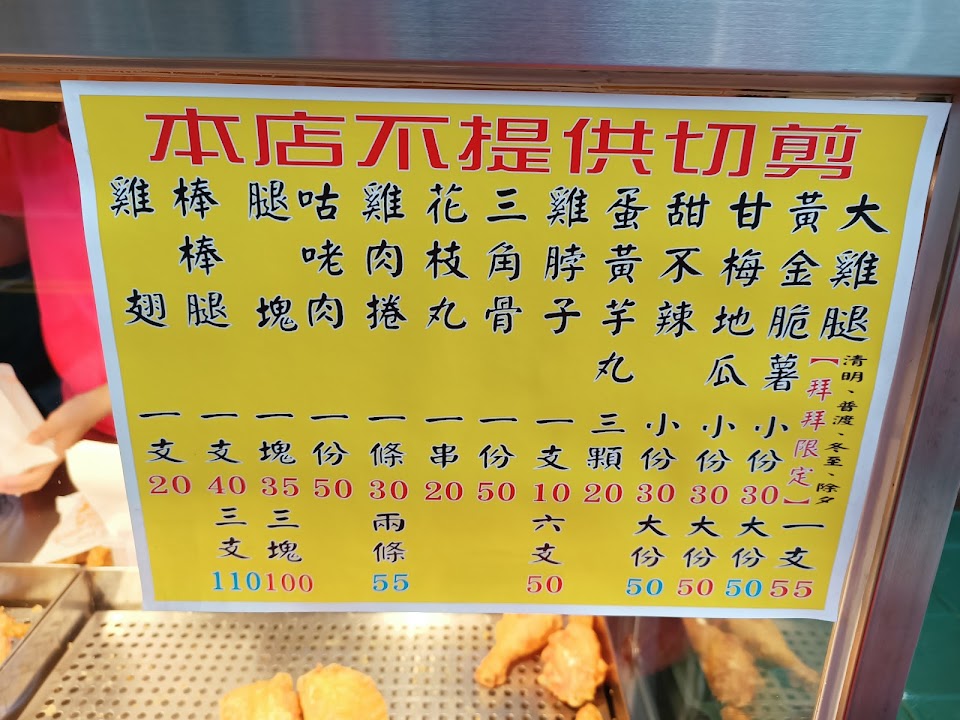 本店不提供切剪
大雞腿
清明、普渡、冬至、除夕
【拜拜限定】
一支
55
黃金脆薯
小份
30
大份
50
甘梅地瓜
小份
30
大份
50
甜不辣
小份
30
大份
50
蛋黃芋丸
三顆
20
雞脖子
一支
10
六支
50
三角骨
一份
50
花枝丸
一串
20
雞肉捲
一條
30
兩條
55
咕咾肉
一份
50
腿塊
一塊
35
三塊
100
棒棒腿
一支
40
三支
110
雞翅
一支
20